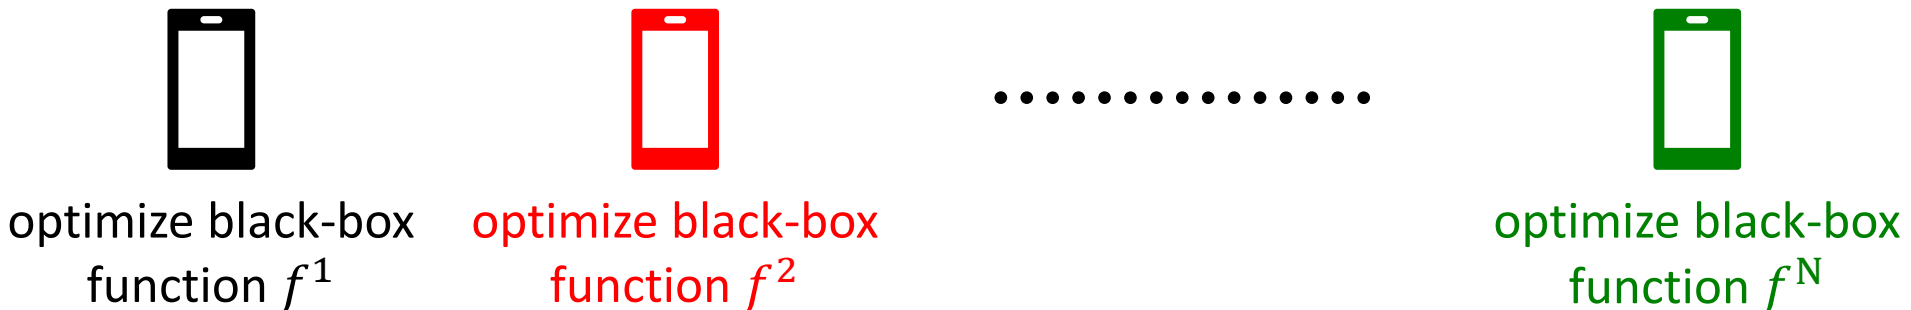 optimize black-box
function f¹
optimize black-box
function f²
optimize black-box
function fᴺ